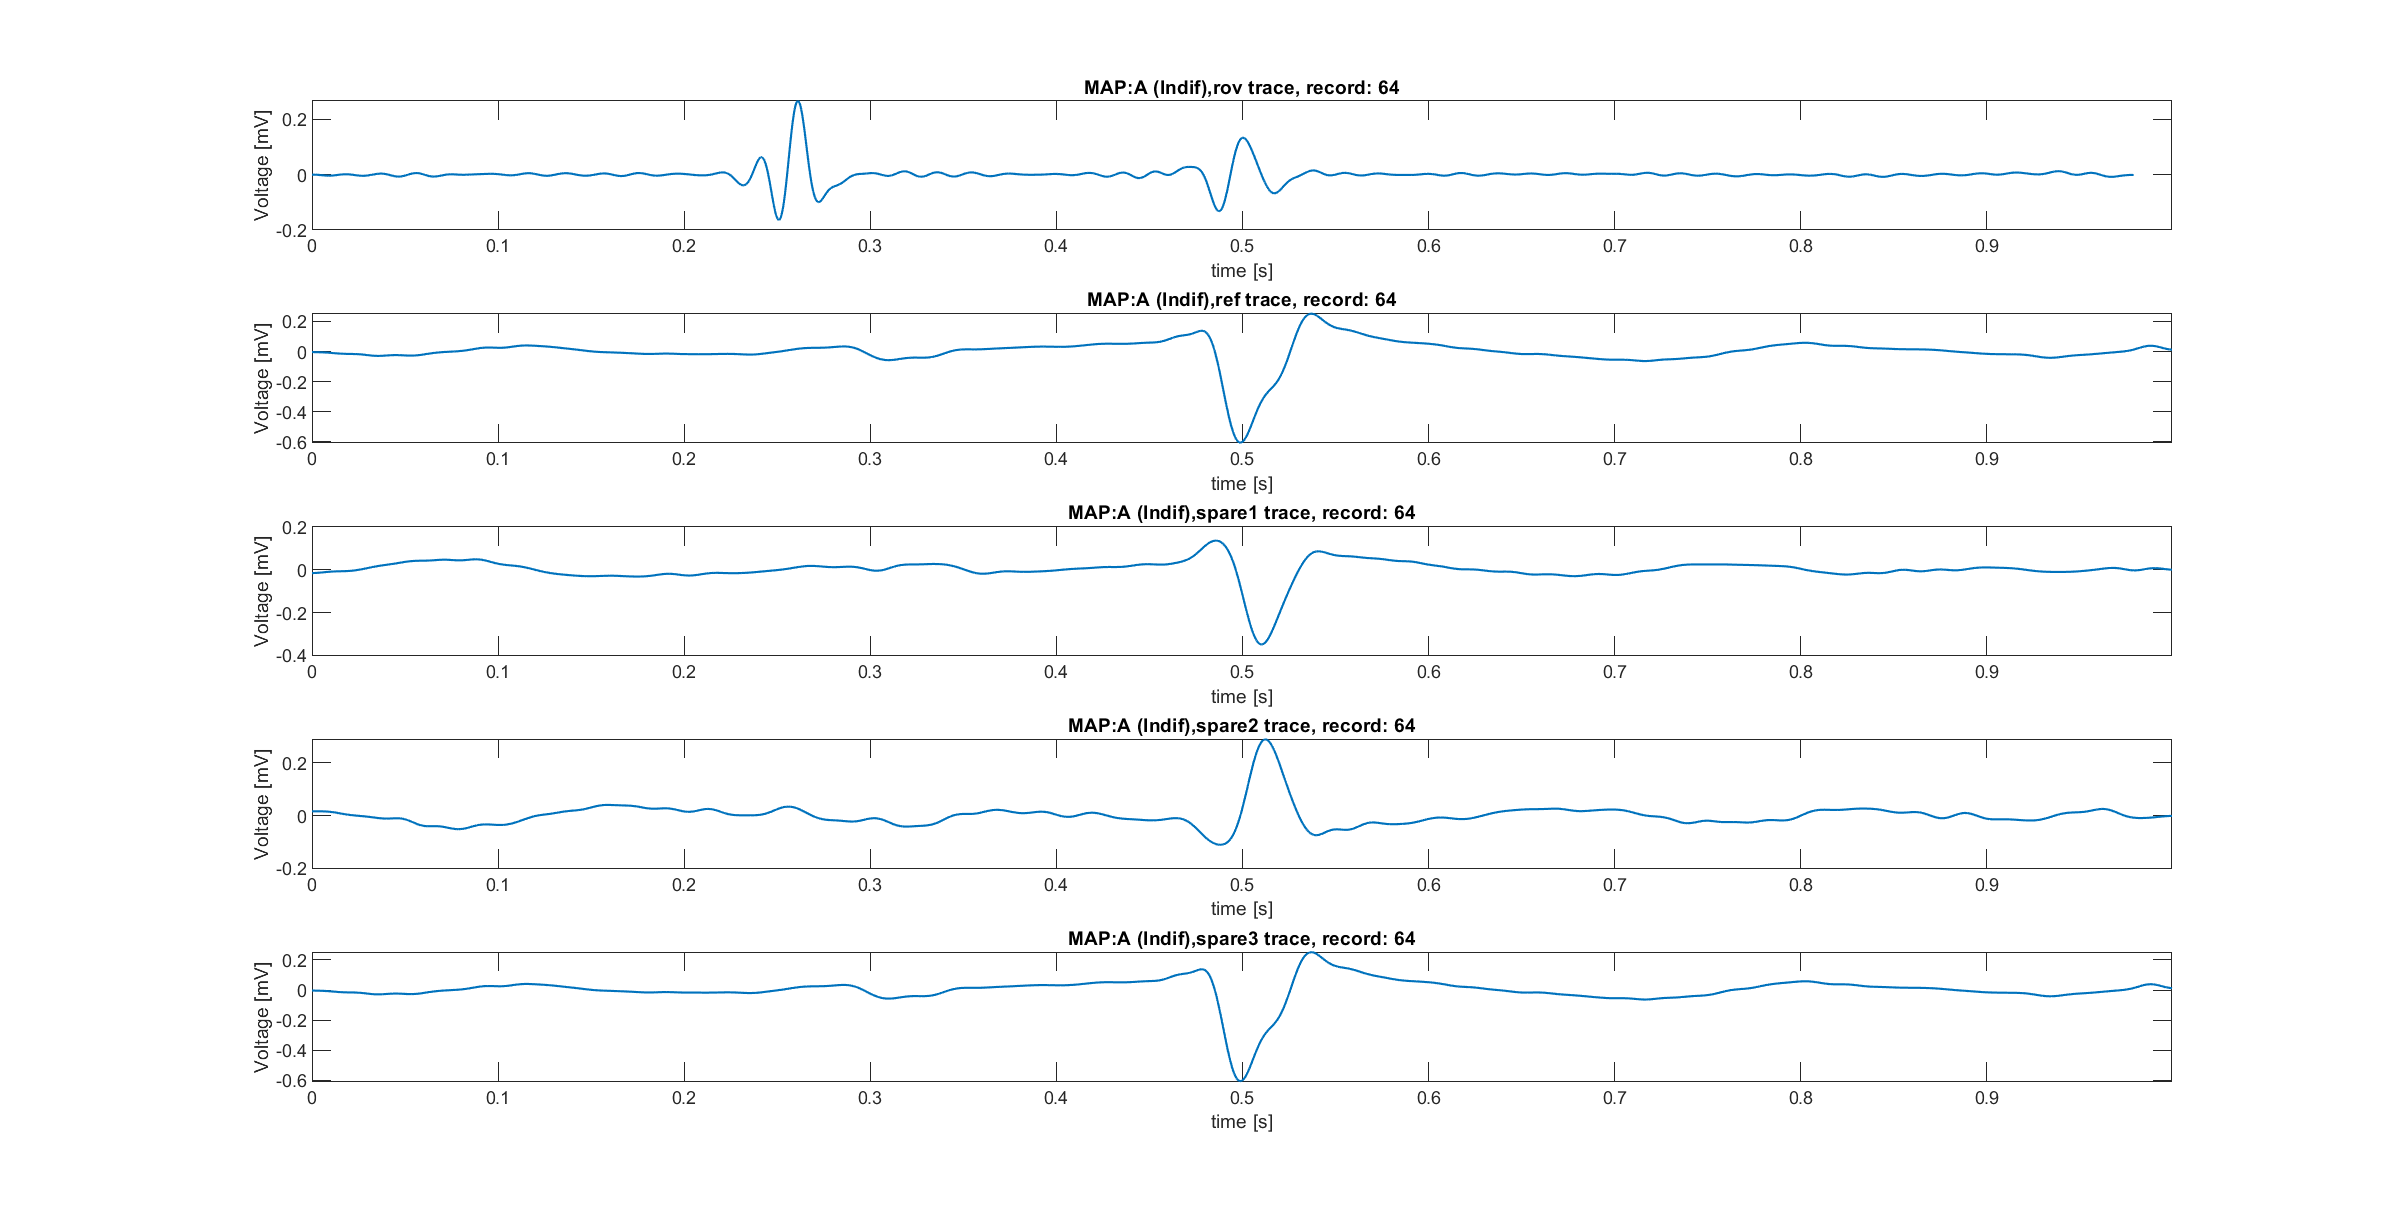 MAP:A (Indif),rov trace, record: 64
Voltage [mV]
0.2
0
-0.2
0 0.1 0.2 0.3 0.4 0.5 0.6 0.7 0.8 0.9
time [s]
MAP:A (Indif),ref trace, record: 64
Voltage [mV]
0.2
0
-0.2
-0.4
-0.6
0 0.1 0.2 0.3 0.4 0.5 0.6 0.7 0.8 0.9
time [s]
MAP:A (Indif),spare1 trace, record: 64
Voltage [mV]
0.2
0
-0.2
-0.4
0 0.1 0.2 0.3 0.4 0.5 0.6 0.7 0.8 0.9
time [s]
MAP:A (Indif),spare2 trace, record: 64
Voltage [mV]
0.2
0
-0.2
0 0.1 0.2 0.3 0.4 0.5 0.6 0.7 0.8 0.9
time [s]
MAP:A (Indif),spare3 trace, record: 64
Voltage [mV]
0.2
0
-0.2
-0.4
-0.6
0 0.1 0.2 0.3 0.4 0.5 0.6 0.7 0.8 0.9
time [s]